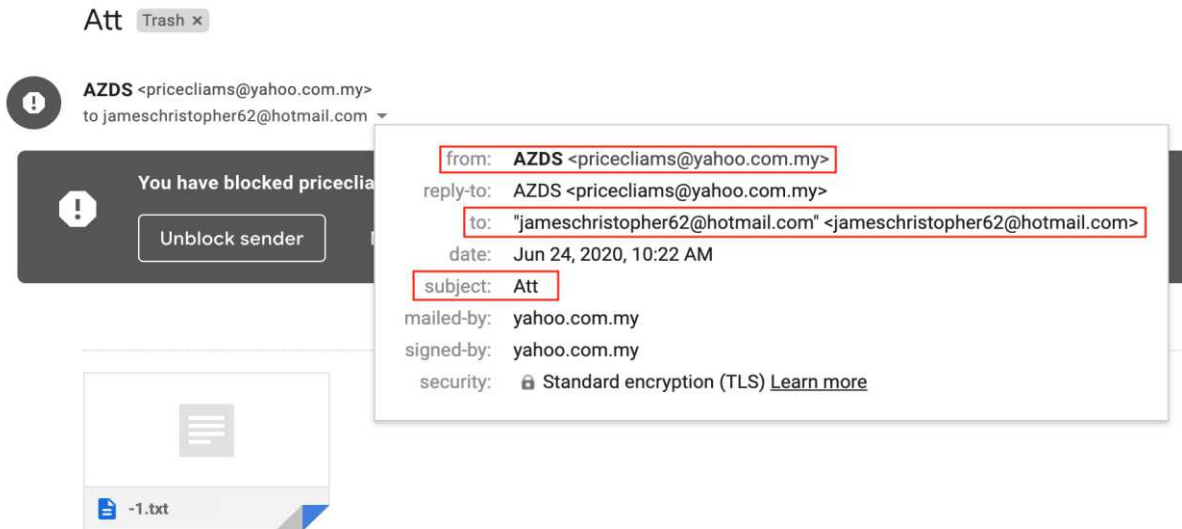 Att Trash ×
AZDS <pricecliams@yahoo.com.my>
to jameschristopher62@hotmail.com
You have blocked pricecli
Unblock sender
from: AZDS <pricecliams@yahoo.com.my>
reply-to: AZDS <pricecliams@yahoo.com.my>
to: "jameschristopher62@hotmail.com" <jameschristopher62@hotmail.com>
date: Jun 24, 2020, 10:22 AM
subject: Att
mailed-by: yahoo.com.my
signed-by: yahoo.com.my
security: Standard encryption (TLS) Learn more
-1.txt